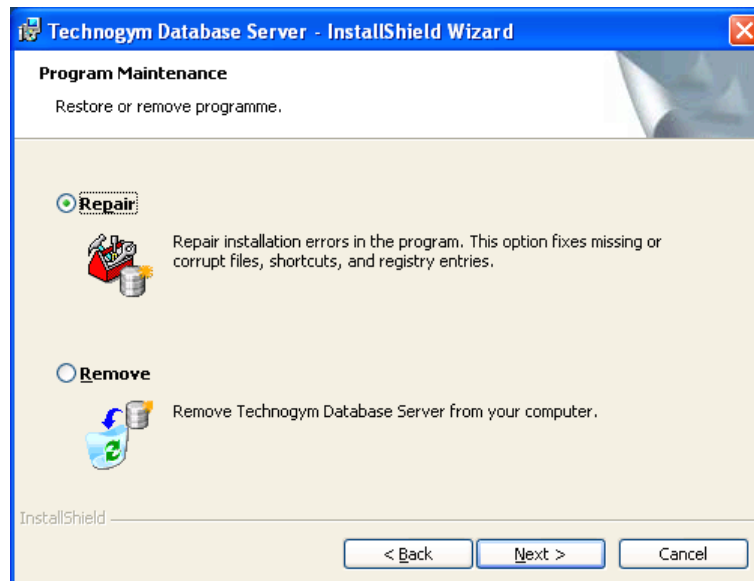 Technogym Database Server - InstallShield Wizard
Program Maintenance
Restore or remove programme.
Repair
Repair installation errors in the program. This option fixes missing or
corrupt files, shortcuts, and registry entries.
Remove
Remove Technogym Database Server from your computer.
InstallShield
< Back
Next >
Cancel